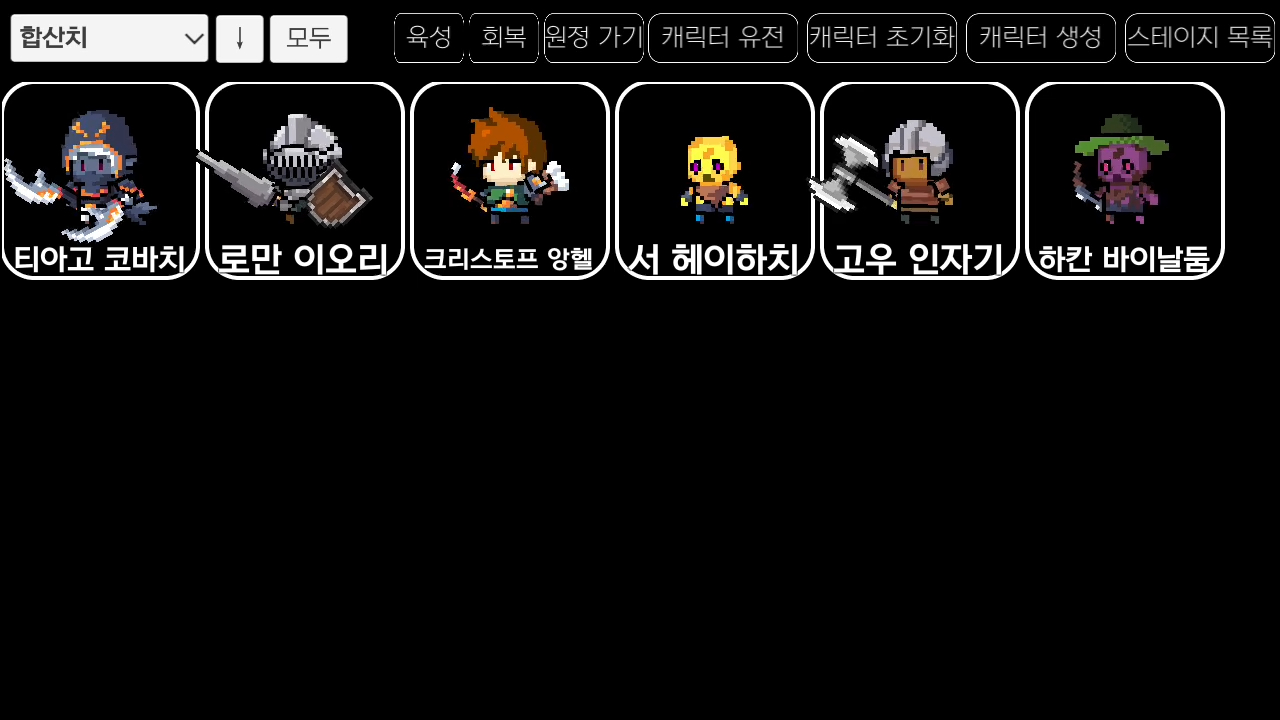 합산치 ↓ 모두 육성 회복 원정 가기 캐릭터 유전 캐릭터 초기화 캐릭터 생성 스테이지 목록
티아고 코바치 로만 이오리 크리스토프 앙헬 서 헤이하치 고우 인자기 하칸 바이날둠